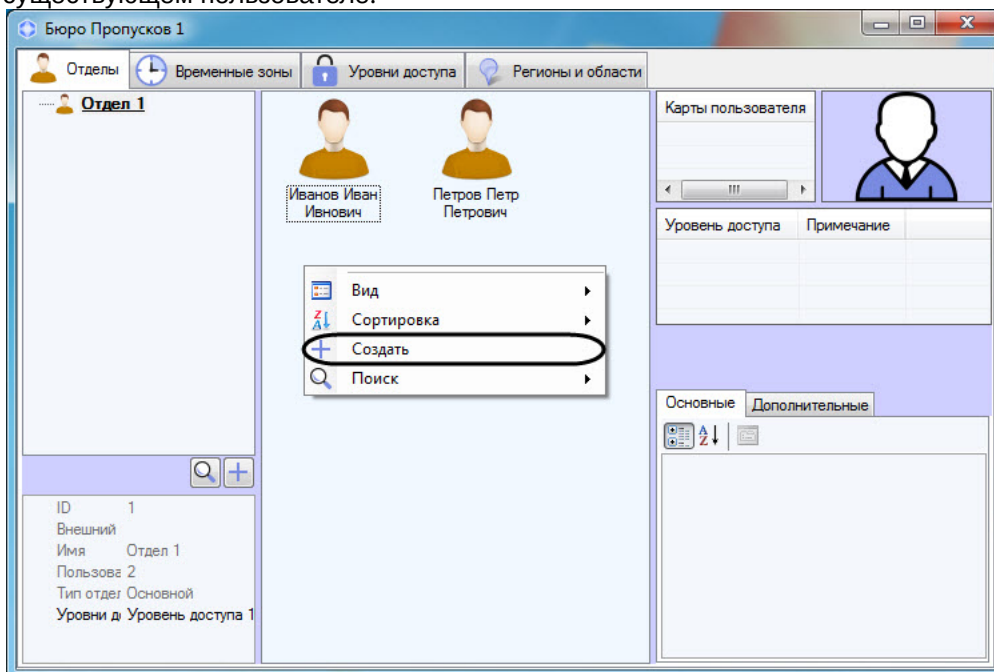 существующем пользователе.
Бюро Пропусков 1
Отделы
Временные зоны
Уровни доступа
Регионы и области
Отдел 1
Иванов Иван
Ивнович
Петров Петр
Петрович
Вид
Сортировка
Создать
Поиск
Карты пользователя
Уровень доступа
Примечание
Основные
Дополнительные
ID 1
Внешний
Имя Отдел 1
Пользова 2
Тип отдел Основной
Уровни д Уровень доступа 1